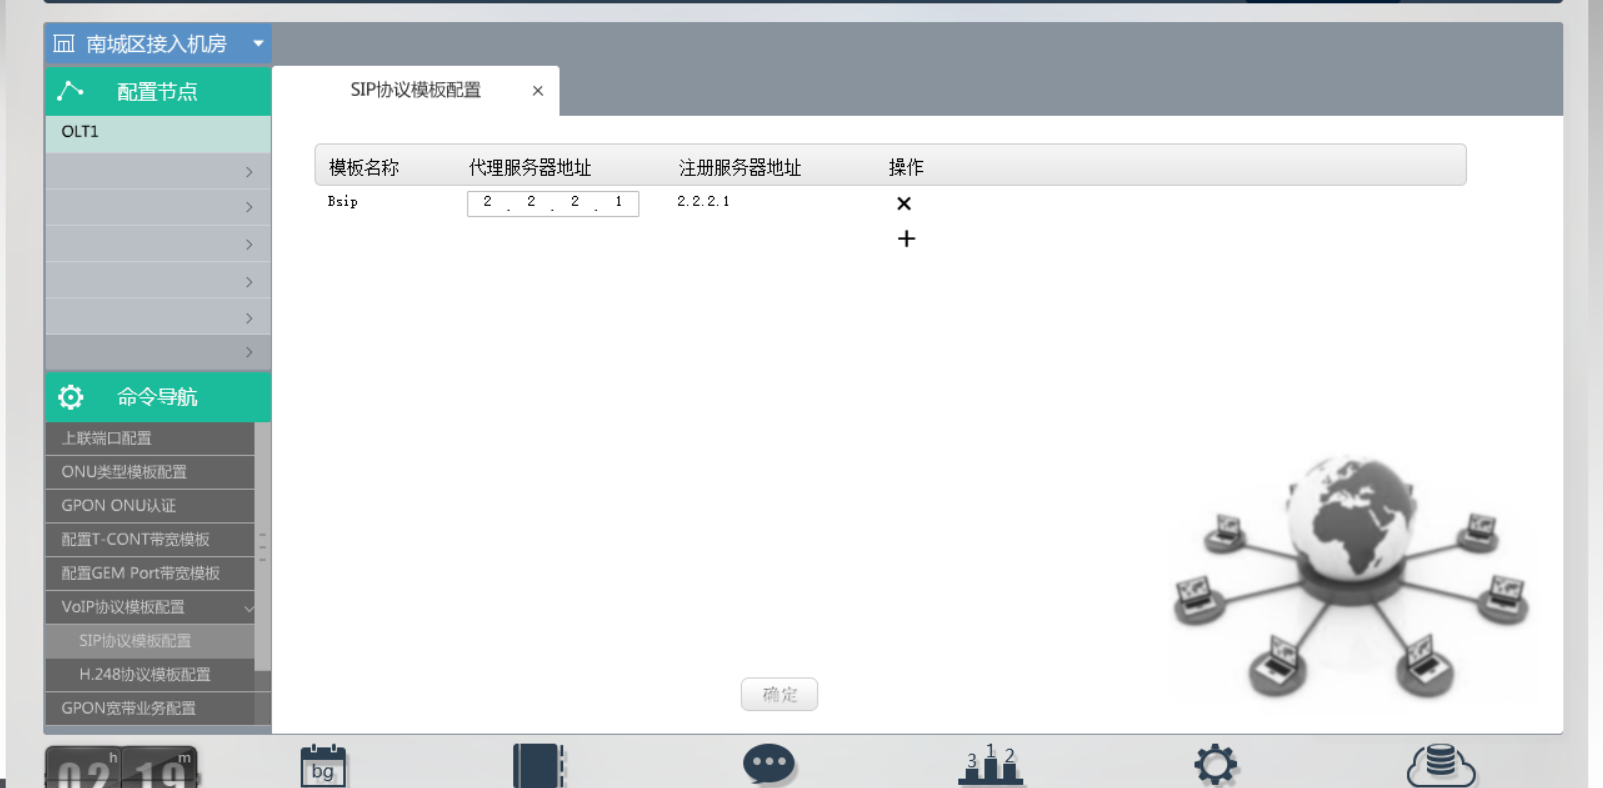 南城区接入机房
配置节点
SIP协议模板配置 ×
OLT1
模板名称 代理服务器地址 注册服务器地址 操作
Bsip 2 . 2 . 2 . 1 2.2.2.1 ×
+
命令导航
上联端口配置
ONU类型模板配置
GPON ONU认证
配置T-CONT带宽模板
配置GEM Port带宽模板
VoIP协议模板配置
SIP协议模板配置
H.248协议模板配置
GPON宽带业务配置
确定
02 h 19 m
bg
3 1 2